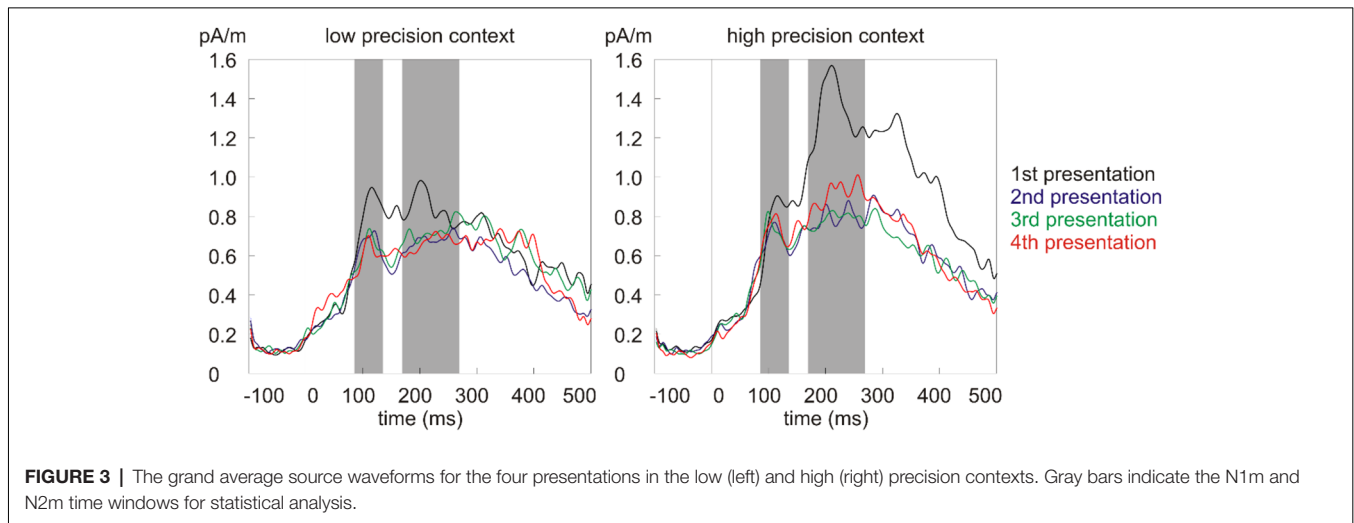 pA/m low precision context pA/m high precision context
1.6 1.6
1.4 1.4
1.2 1.2
1.0 1.0
0.8 0.8
0.6 0.6
0.4 0.4
0.2 0.2
0 0
-100 0 100 200 300 400 500 -100 0 100 200 300 400 500
time (ms) time (ms)
1st presentation
2nd presentation
3rd presentation
4th presentation
FIGURE 3 | The grand average source waveforms for the four presentations in the low (left) and high (right) precision contexts. Gray bars indicate the N1m and
N2m time windows for statistical analysis.